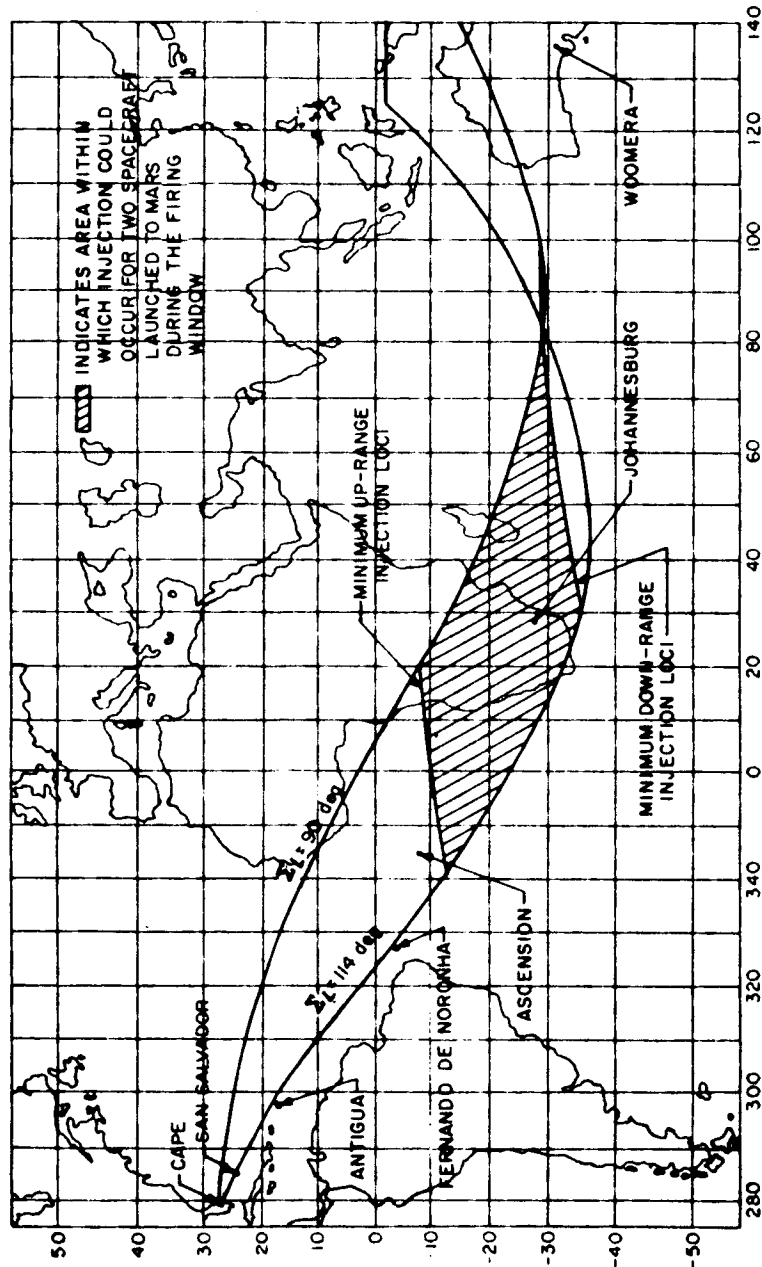 INDICATES AREA WITHIN
WHICH INJECTION COULD
OCCUR FOR TWO SPACECRAFT
LAUNCHED TO MARS
DURING THE FIRING
WINDOW
CAPE
SAN SALVADOR
ANTIGUA
FERNANDO DE NORONHA
ASCENSION
ΣL = 90 deg
ΣL = 114 deg
MINIMUM UP-RANGE
INJECTION LOCI
MINIMUM DOWN-RANGE
INJECTION LOCI
JOHANNESBURG
WOOMERA
50
40
30
20
10
0
-10
-20
-30
-40
-50
280
300
320
340
0
20
40
60
80
100
120
140